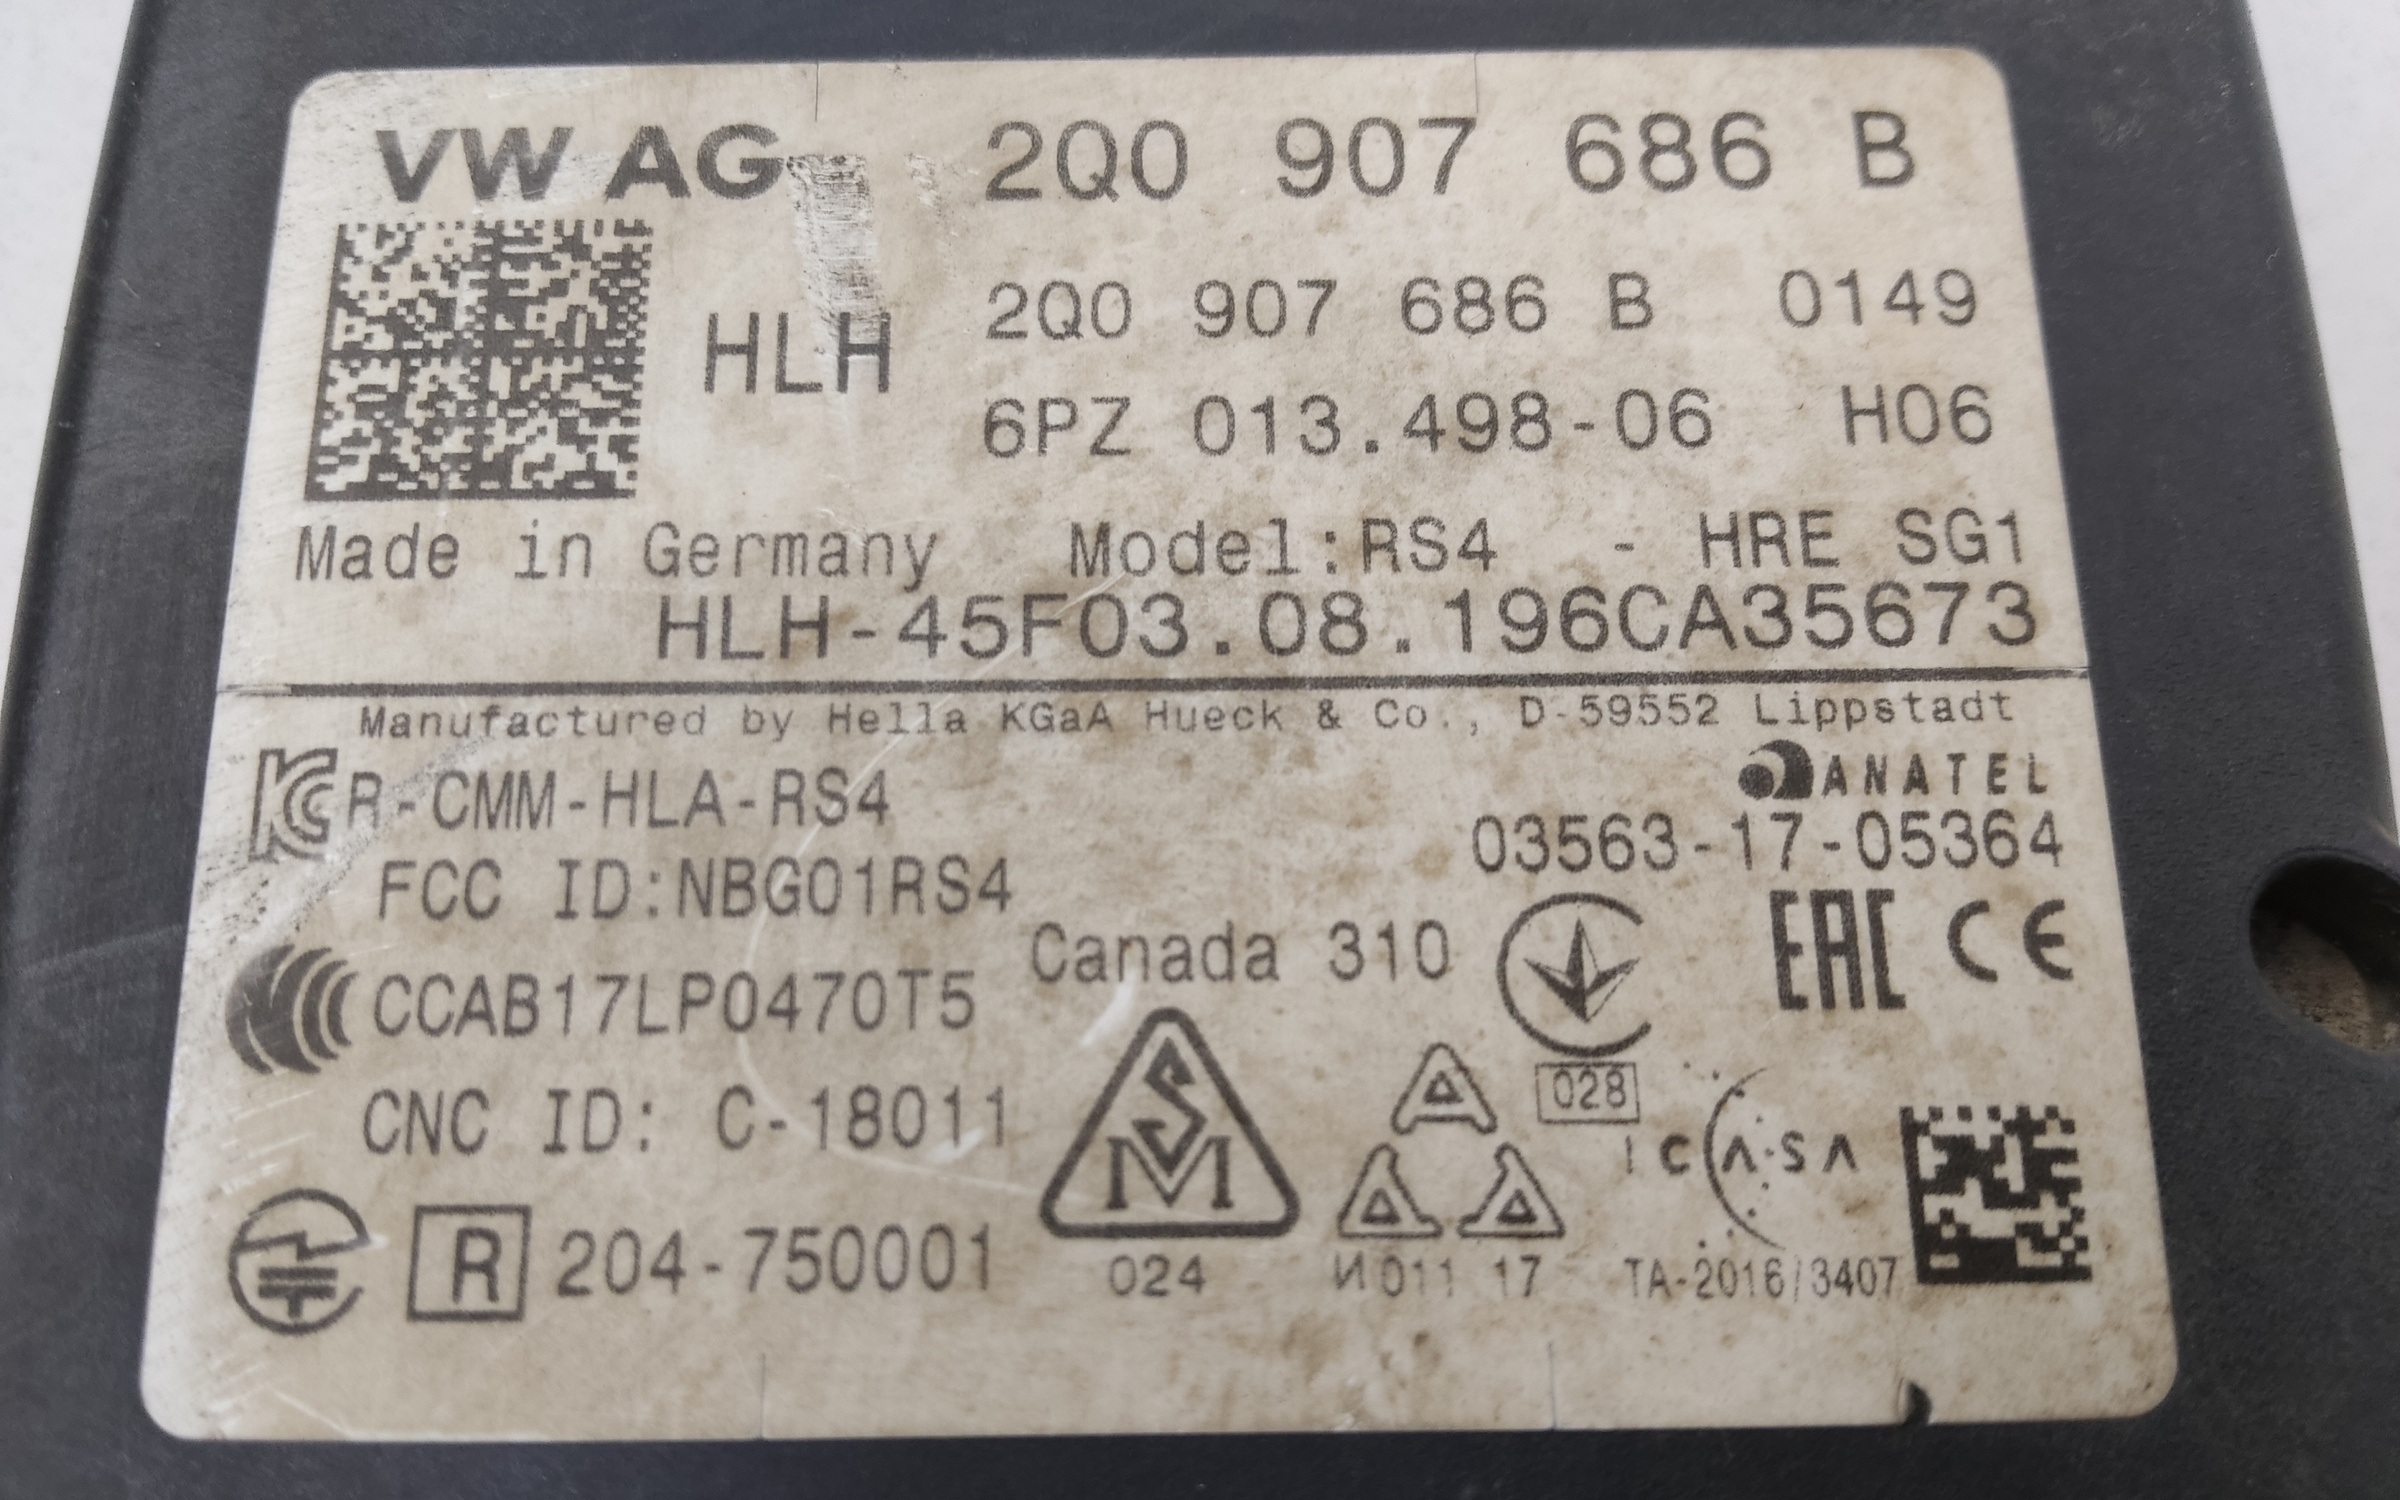 VW AG 2Q0 907 686 B
HLH 2Q0 907 686 B 0149
6PZ 013.498-06 H06
Made in Germany Model:RS4 - HRE SG1
HLH-45F03.08.196CA35673
Manufactured by Hella KGaA Hueck & Co., D-59552 Lippstadt
R-CMM-HLA-RS4
ANATEL
03563-17-05364
FCC ID:NBG01RS4
Canada 310
EAC CE
CCAB17LP0470T5
028
CNC ID: C-18011
SM
ICASA
R 204-750001
024
И011 17
TA-2016/3407